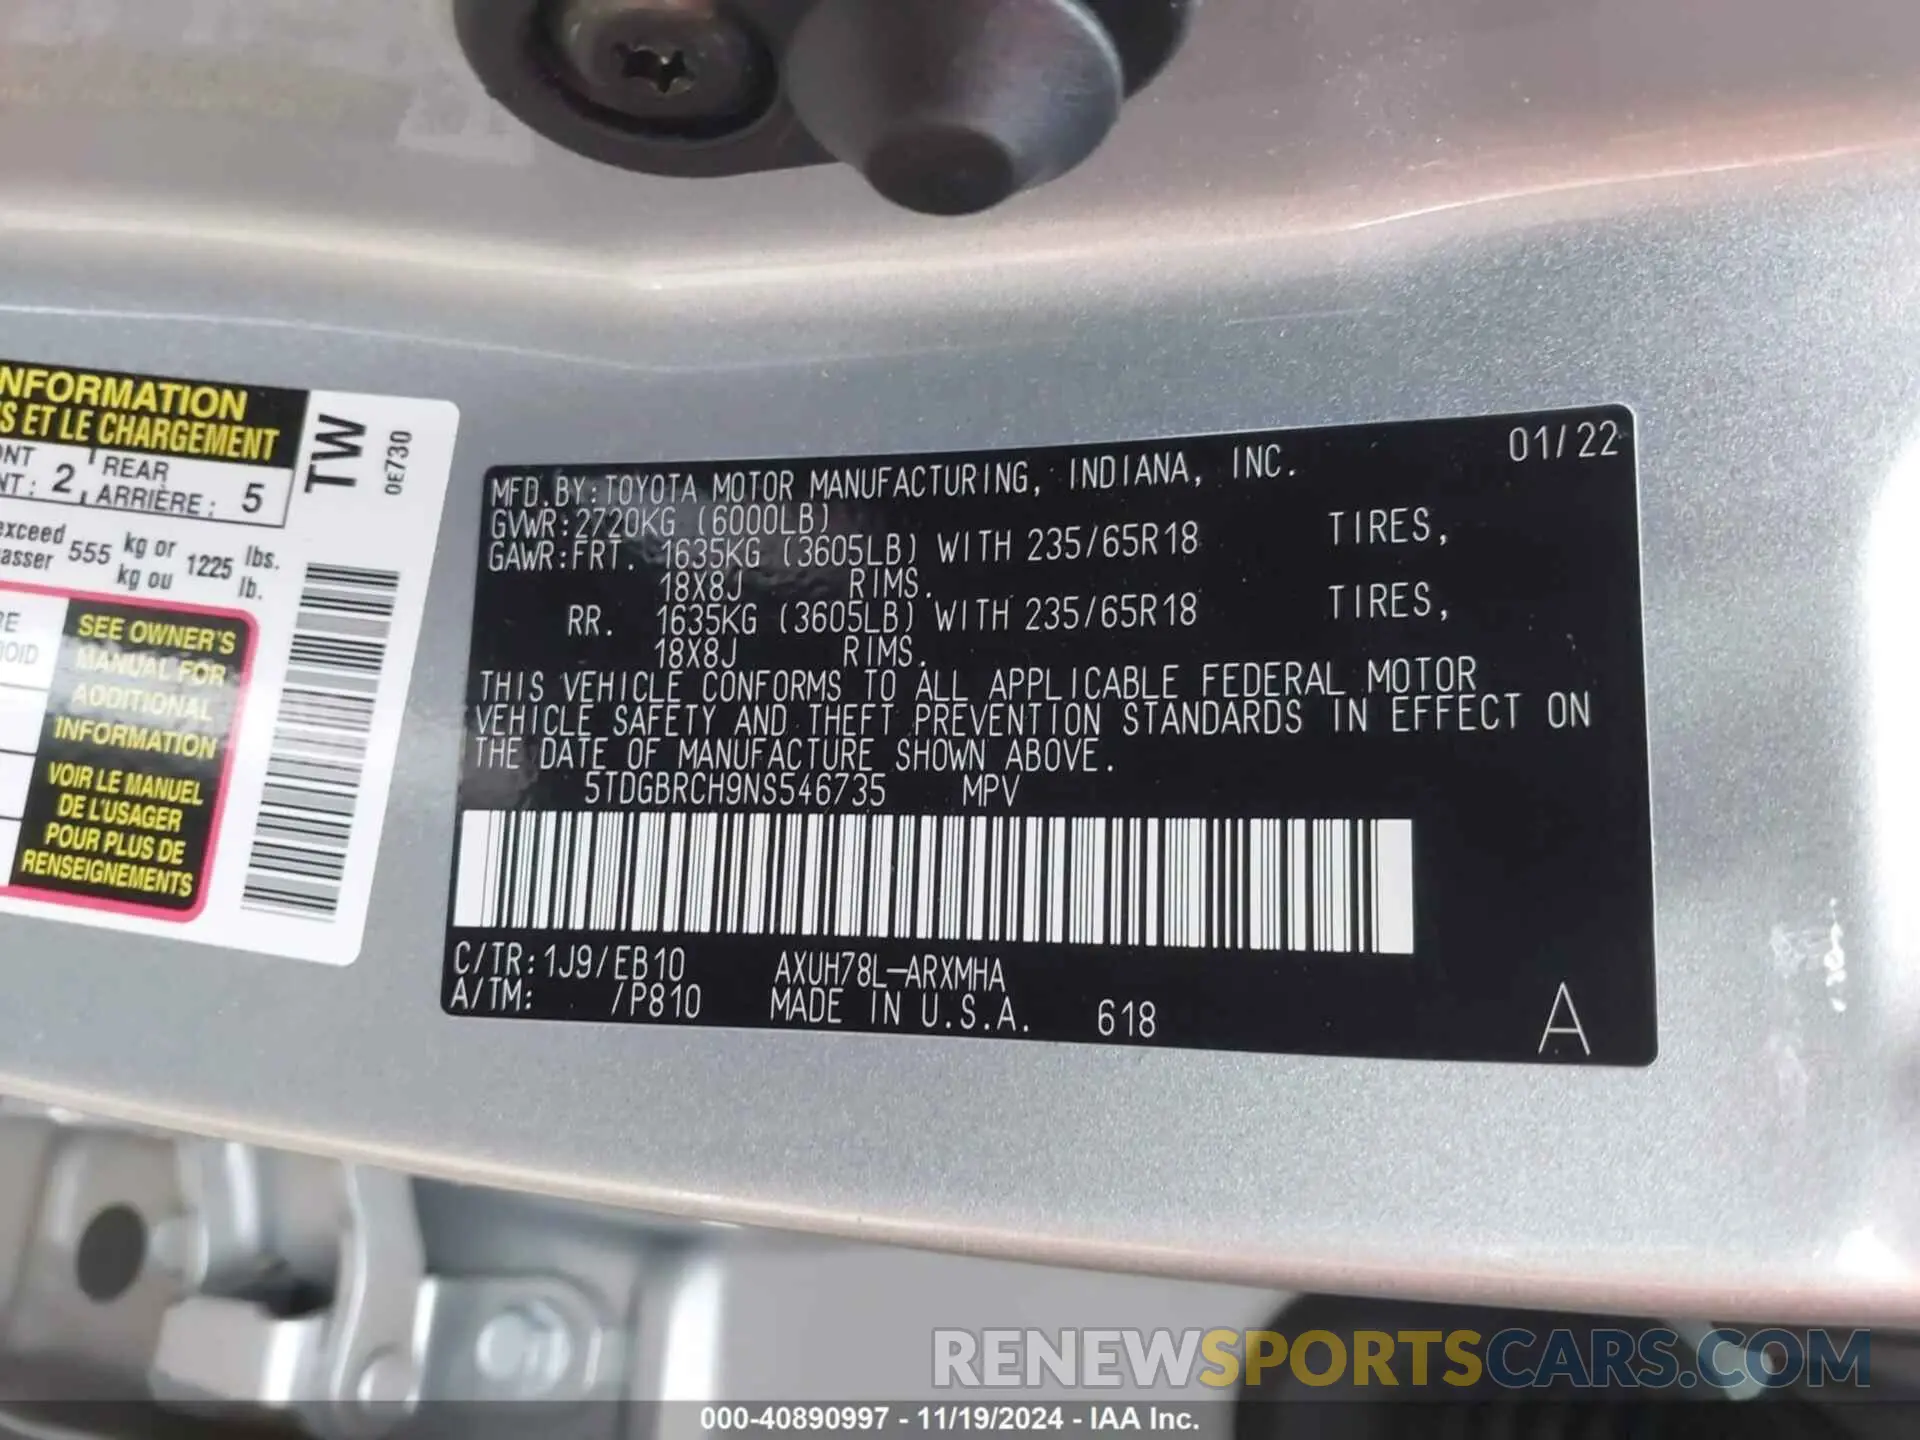 NFORMATION
S ET LE CHARGEMENT
NT : 2 REAR
ARRIÈRE : 5
TW
0E730
exceed 555 kg or 1225 lbs.
asser kg ou lb.
SEE OWNER'S
MANUAL FOR
ADDITIONAL
INFORMATION
VOIR LE MANUEL
DE L'USAGER
POUR PLUS DE
RENSEIGNEMENTS
01/22
MFD.BY:TOYOTA MOTOR MANUFACTURING, INDIANA, INC.
GVWR:2720KG (6000LB)
GAWR:FRT. 1635KG (3605LB) WITH 235/65R18 TIRES,
18X8J RIMS.
RR. 1635KG (3605LB) WITH 235/65R18 TIRES,
18X8J RIMS.
THIS VEHICLE CONFORMS TO ALL APPLICABLE FEDERAL MOTOR
VEHICLE SAFETY AND THEFT PREVENTION STANDARDS IN EFFECT ON
THE DATE OF MANUFACTURE SHOWN ABOVE.
5TDGBRCH9NS546735 MPV
C/TR:1J9/EB10 AXUH78L-ARXMHA
A/TM: /P810 MADE IN U.S.A. 618
A
RENEWSPORTSCARS.COM
000-40890997 - 11/19/2024 - IAA Inc.